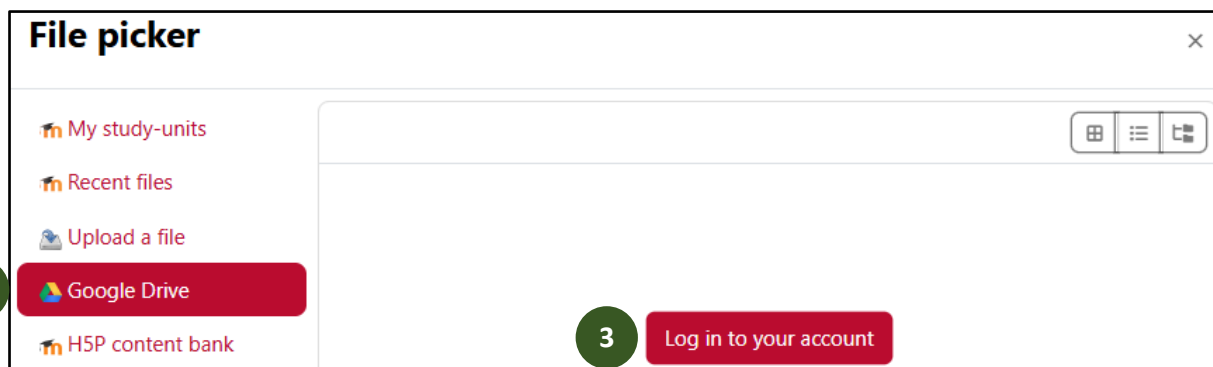 File picker
My study-units
Recent files
Upload a file
Google Drive
H5P content bank
3
Log in to your account